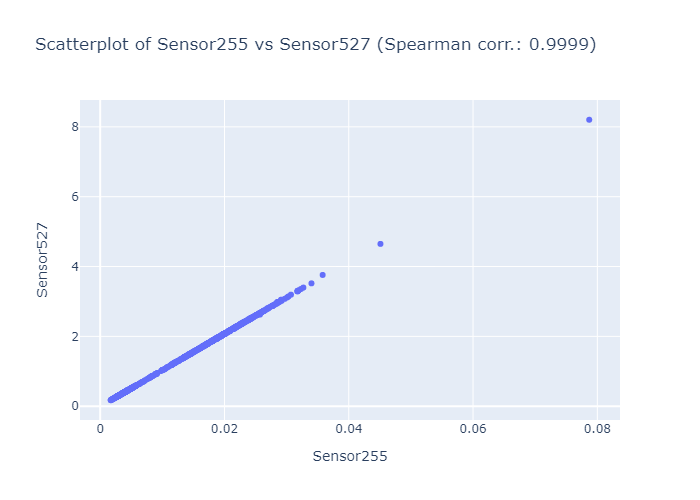 Scatterplot of Sensor255 vs Sensor527 (Spearman corr.: 0.9999)
8
6
4
2
0
Sensor527
0 0.02 0.04 0.06 0.08
Sensor255